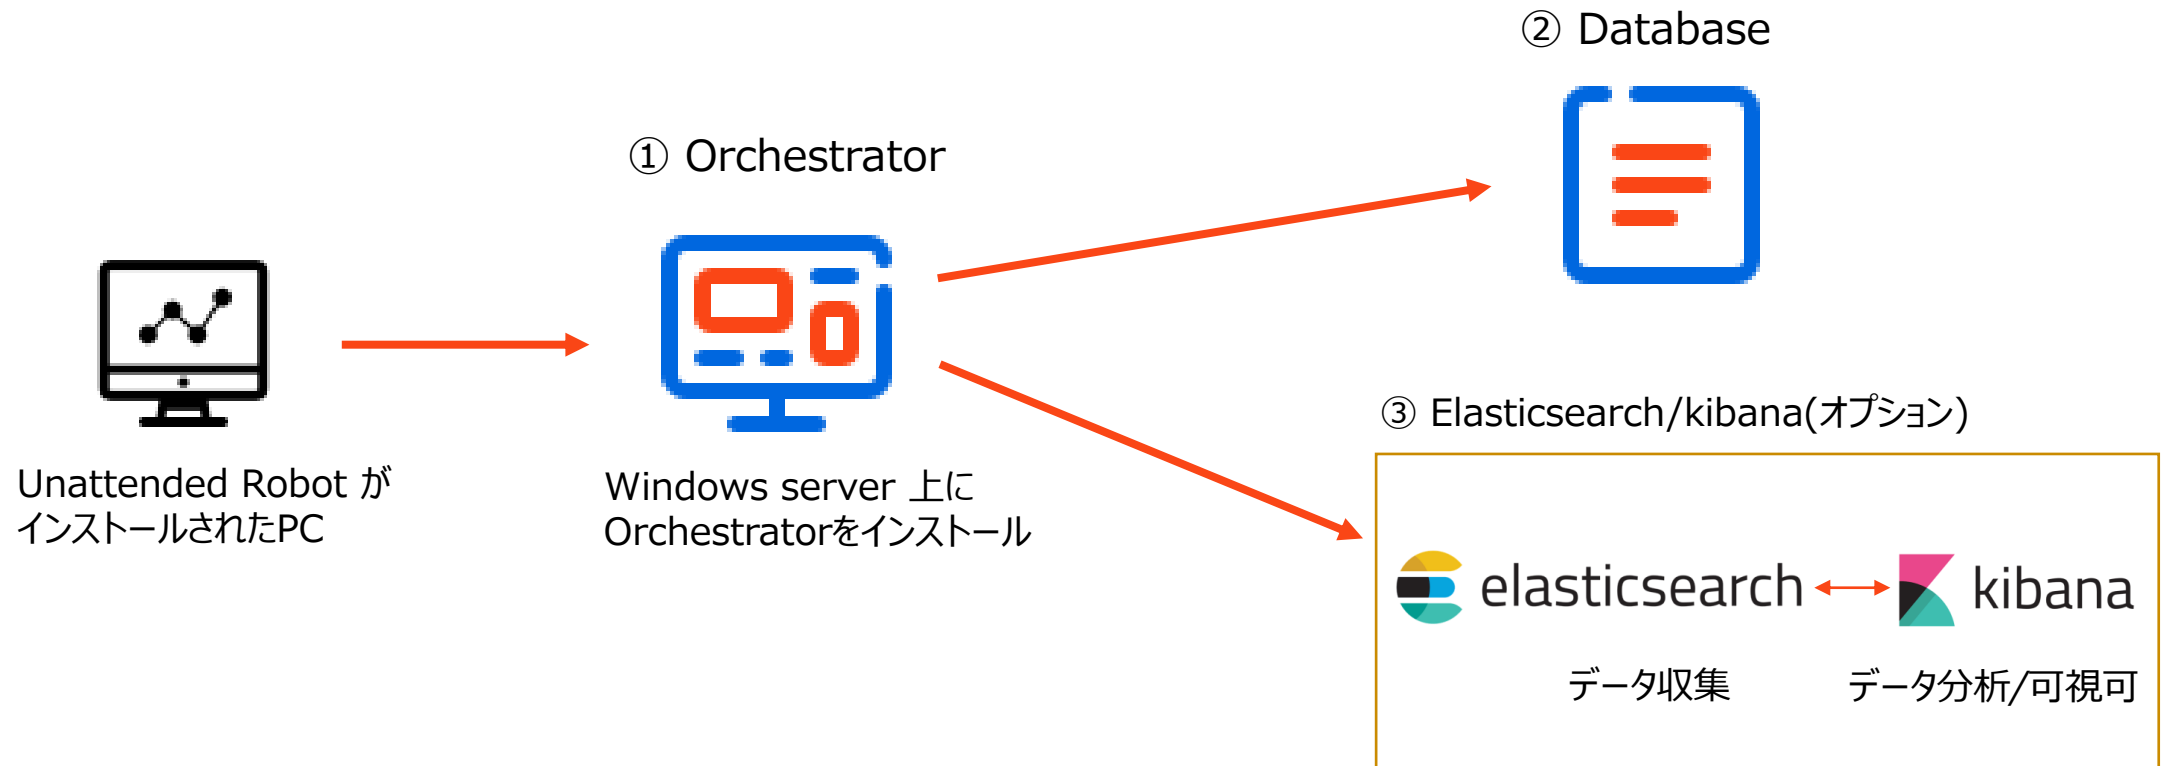 ② Database
① Orchestrator
Unattended Robot が
インストールされたPC
Windows server 上に
Orchestratorをインストール
③ Elasticsearch/kibana(オプション)
elasticsearch
kibana
データ収集
データ分析/可視可